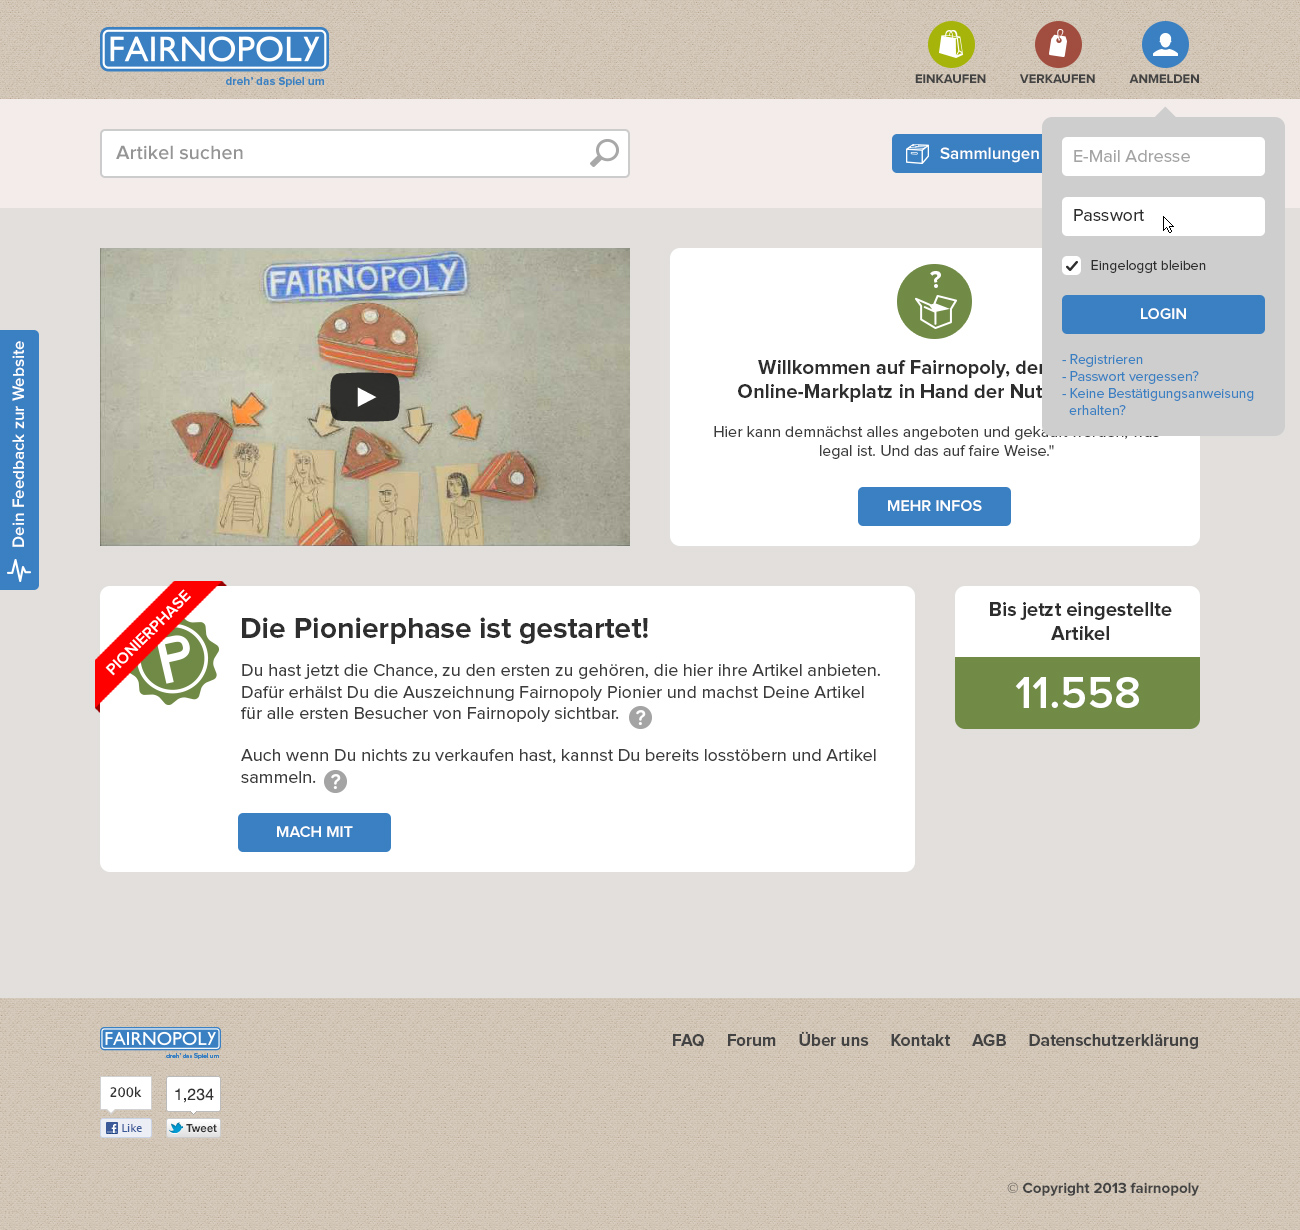 FAIRNOPOLY
dreh' das Spiel um
EINKAUFEN
VERKAUFEN
ANMELDEN
Artikel suchen
Sammlungen
E-Mail Adresse
Passwort
Eingeloggt bleiben
LOGIN
- Registrieren
- Passwort vergessen?
- Keine Bestätigungsanweisung
erhalten?
Dein Feedback zur Website
FAIRNOPOLY
?
Willkommen auf Fairnopoly, der
Online-Markplatz in Hand der Nut
Hier kann demnächst alles angeboten und gekauft werden, was
legal ist. Und das auf faire Weise."
MEHR INFOS
PIONIERPHASE
P
Die Pionierphase ist gestartet!
Du hast jetzt die Chance, zu den ersten zu gehören, die hier ihre Artikel anbieten.
Dafür erhälst Du die Auszeichnung Fairnopoly Pionier und machst Deine Artikel
für alle ersten Besucher von Fairnopoly sichtbar. ?
Auch wenn Du nichts zu verkaufen hast, kannst Du bereits losstöbern und Artikel
sammeln. ?
MACH MIT
Bis jetzt eingestellte
Artikel
11.558
FAIRNOPOLY
dreh' das Spiel um
FAQ Forum Über uns Kontakt AGB Datenschutzerklärung
200k
1,234
Like
Tweet
© Copyright 2013 fairnopoly